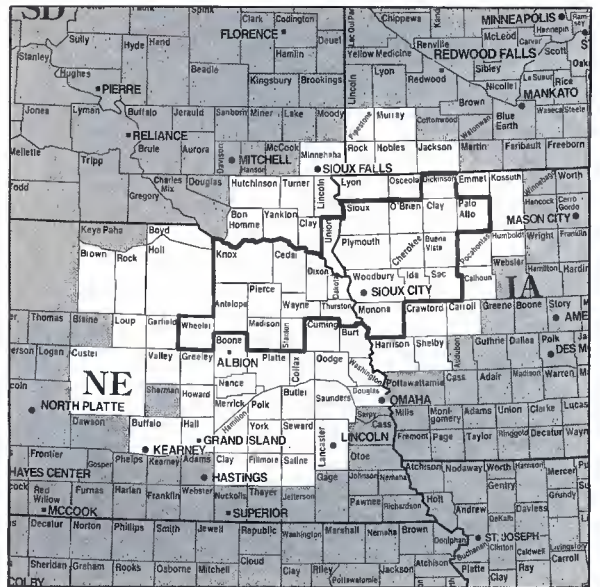 SD
Spink
Clark Codington
FLORENCE
Deuel
Hamlin
Sully
Hyde Hand
Stanley
Hughes
PIERRE
Beadle
Kingsbury Brookings
Lac Qui Parl
Chippewa
Yellow Medicine
Renville
REDWOOD FALLS
Redwood
Lyon
Lincoln
MINNEAPOLIS
Ramsey
Hennepin
McLeod
Carver
Scott
Sibley
Nicollet
La Sueur
Rice
MANKATO
Brown
Blue Earth
Waseca Steele
Watonwan
Cottonwood
Murray
Pipestone
Jones
Lyman
Buffalo
Jerauld
Sanborn Miner
Lake
Moody
RELIANCE
Brule
Aurora
Davison
MITCHELL
Hanson
McCook
Minnehaha
SIOUX FALLS
Rock
Nobles
Jackson
Martin
Faribault Freeborn
Mellette
Tripp
Todd
Gregory
Charles Mix
Douglas
Hutchinson
Turner
Lincoln
Lyon
Osceola
Dickinson
Emmet
Kossuth
Winnebago
Worth
Hancock
Cerro Gordo
MASON CITY
Bon Homme
Yankton
Clay
Union
Sioux
O'Brien
Clay
Palo Alto
Keya Paha
Boyd
Brown
Rock
Holt
Knox
Cedar
Dixon
Dakota
Plymouth
Cherokee
Buena Vista
Pocahontas
Humboldt
Wright
Franklin
Webster
Hamilton
Hardin
IA
Woodbury
Ida
Sac
Calhoun
SIOUX CITY
Antelope
Pierce
Wayne
Thurston
Madison
Stanton
Cuming
Burt
Monona
Crawford
Carroll
Greene
Boone
Story
AME
Thomas
Blaine
Loup
Garfield
Wheeler
Boone
ALBION
Platte
Colfax
Dodge
Washington
Harrison
Shelby
Audubon
Guthrie
Dallas
Polk
DES M
Logan
Custer
Valley
Greeley
Nance
Butler
Saunders
Douglas
OMAHA
Pottawattamie
Cass
Adair
Madison
Warren
NE
Sherman
Howard
Merrick
Polk
Sarpy
Cass
Mills
Montgomery
Adams
Union
Clarke
Lucas
NORTH PLATTE
Dawson
Buffalo
Hall
Hamilton
York
Seward
Lancaster
LINCOLN
GRAND ISLAND
KEARNEY
Otoe
Fremont
Page
Taylor
Ringgold
Decatur
Frontier
HAYES CENTER
Gosper
Phelps
Kearney
Adams
Clay
Fillmore
Saline
HASTINGS
Gage
Johnson
Nemaha
Atchison
Nodaway
Worth
Harrison
Mercer
Gentry
Red Willow
McCOOK
Furnas
Harlan
Franklin
Webster
Nuckolls
Thayer
Jefferson
SUPERIOR
Pawnee
Richardson
Holt
Andrew
DeKalb
Daviess
Grundy
Decatur
Norton
Phillips
Smith
Jewell
Republic
Washington
Marshall
Nemaha
Brown
Doniphan
ST. JOSEPH
Buchanan
Clinton
Caldwell
Livingston
Carroll
Sheridan
Graham
Rooks
Osborne
Mitchell
Cloud
Clay
Riley
Pottawatomie
Jackson
Atchison
Platte
Clay
Ray
COLBY